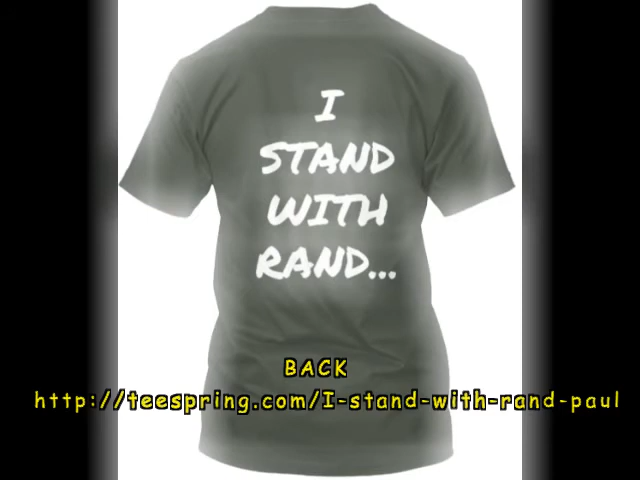 I
STAND
WITH
RAND...
BACK
http://teespring.com/I-stand-with-rand-paul